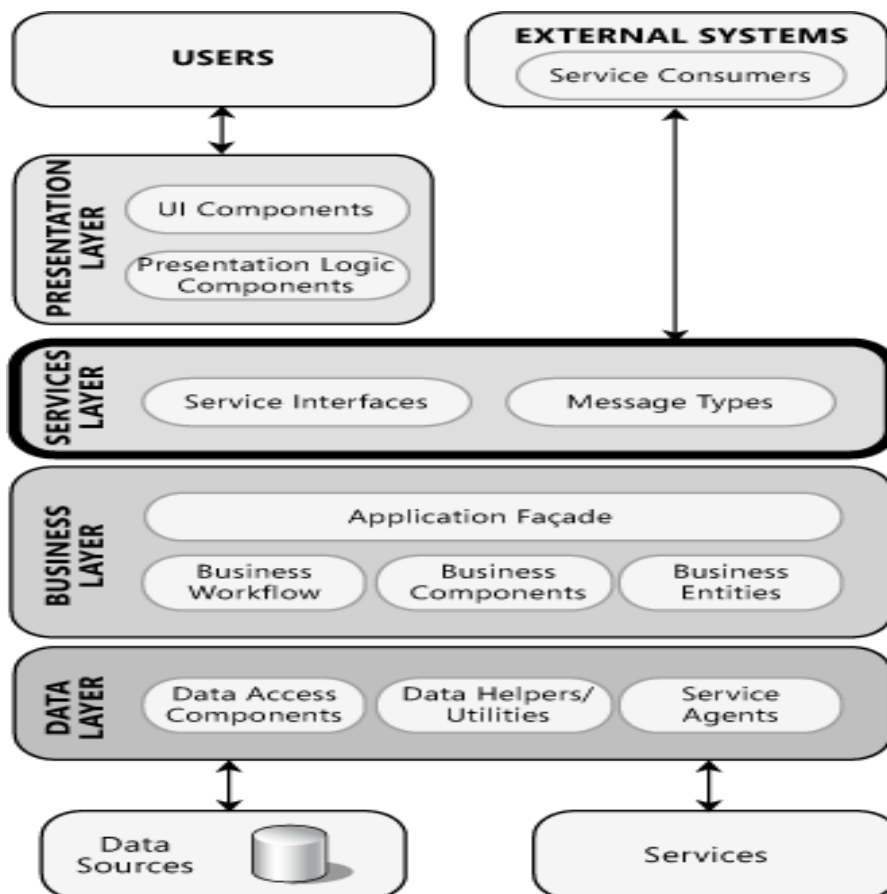 USERS
EXTERNAL SYSTEMS
Service Consumers
PRESENTATION
LAYER
UI Components
Presentation Logic
Components
SERVICES
LAYER
Service Interfaces
Message Types
BUSINESS
LAYER
Application Façade
Business
Workflow
Business
Components
Business
Entities
DATA
LAYER
Data Access
Components
Data Helpers/
Utilities
Service
Agents
Data
Sources
Services